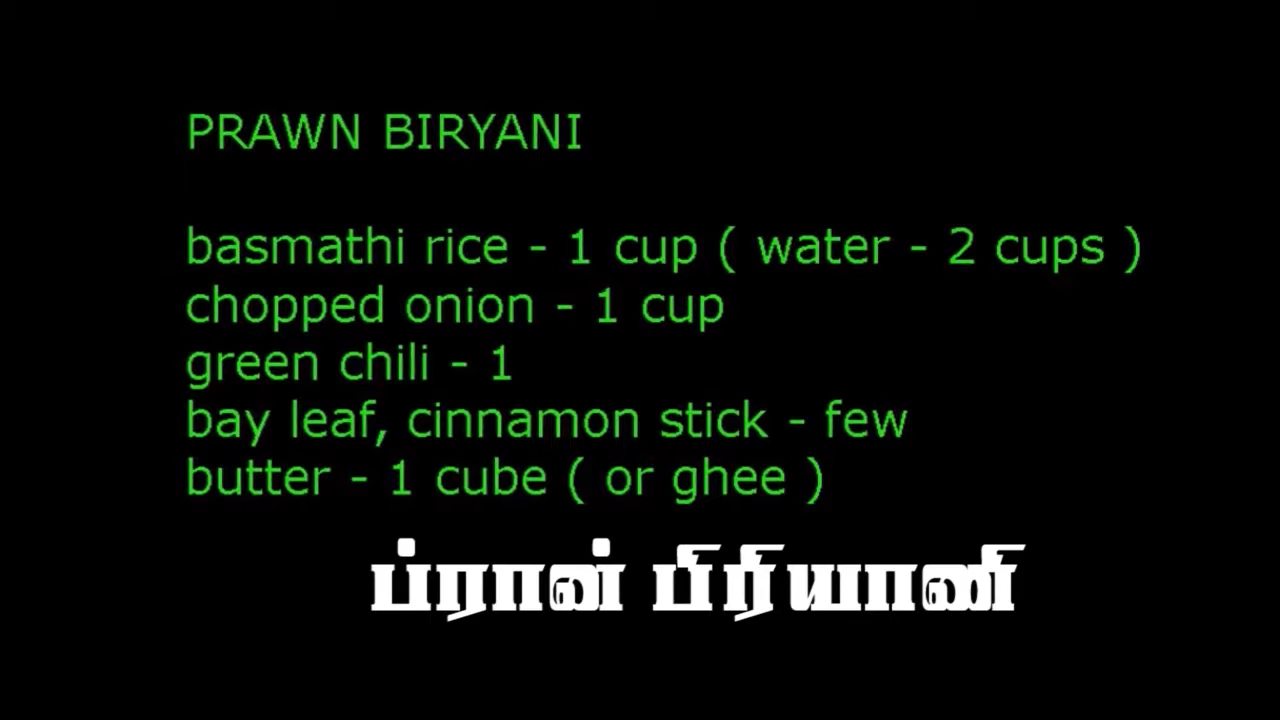 PRAWN BIRYANI
basmathi rice - 1 cup ( water - 2 cups )
chopped onion - 1 cup
green chili - 1
bay leaf, cinnamon stick - few
butter - 1 cube ( or ghee )
ப்ரான் பிரியாணி